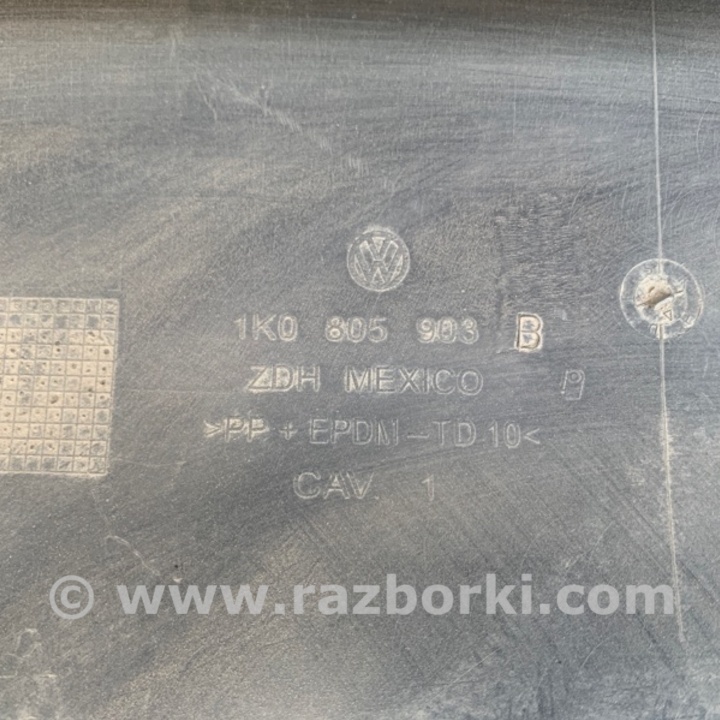 1K0 805 903 B
ZDH MEXICO
>PP + EPDM-TD 10<
CAV. 1
© www.razborki.com